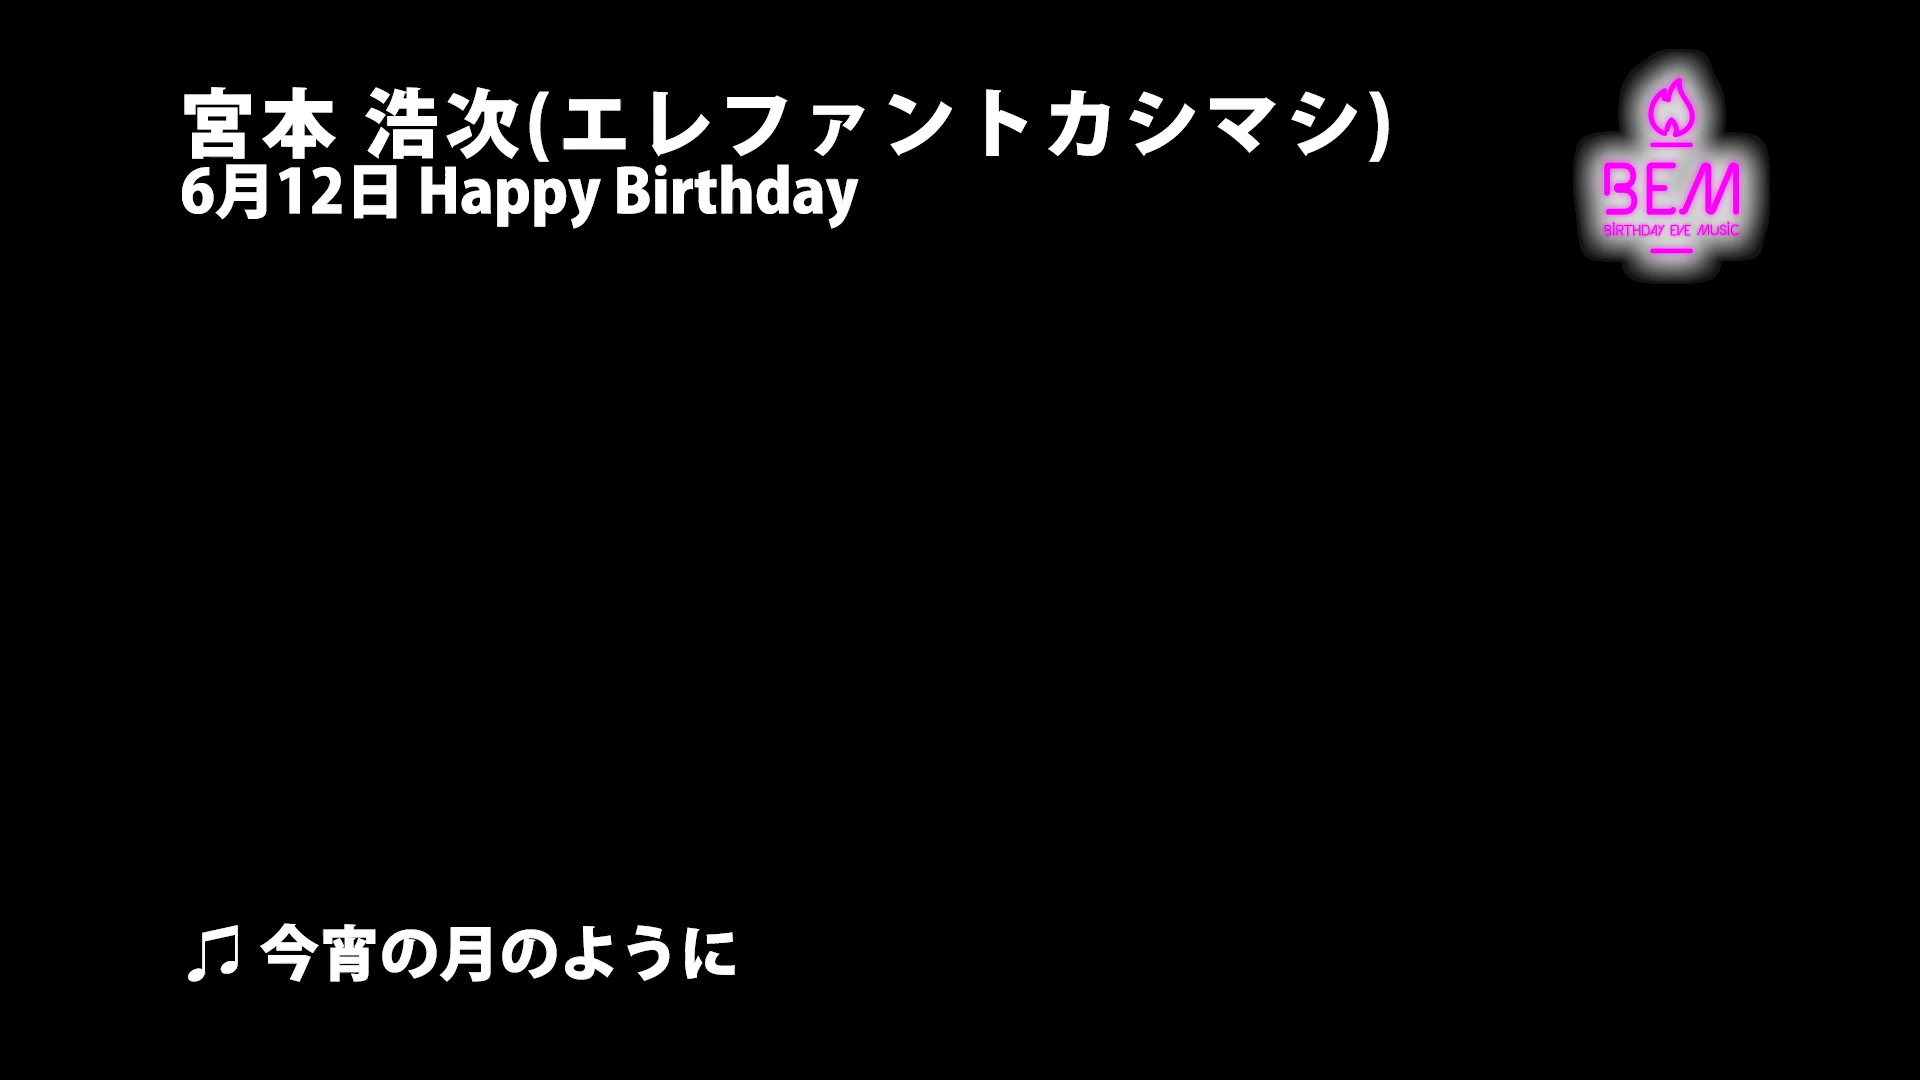 宮本 浩次(エレファントカシマシ)
6月12日 Happy Birthday
BEM
BIRTHDAY EVE MUSIC
♫ 今宵の月のように